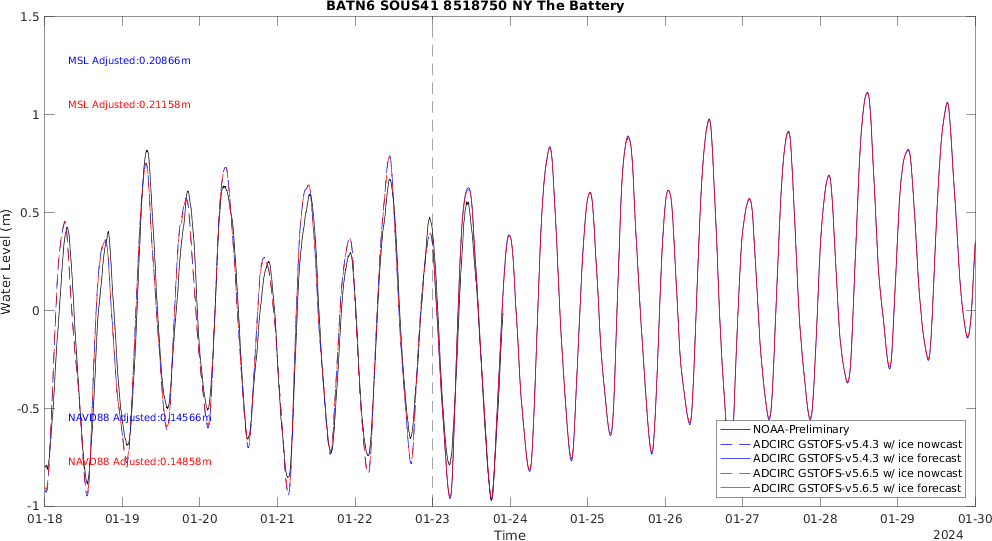 BATN6 SOUS41 8518750 NY The Battery
1.5
1
0.5
0
-0.5
-1
Water Level (m)
MSL Adjusted:0.20866m
MSL Adjusted:0.21158m
NAVD88 Adjusted:0.14566m
NAVD88 Adjusted:0.14858m
NOAA-Preliminary
ADCIRC GSTOFS-v5.4.3 w/ ice nowcast
ADCIRC GSTOFS-v5.4.3 w/ ice forecast
ADCIRC GSTOFS-v5.6.5 w/ ice nowcast
ADCIRC GSTOFS-v5.6.5 w/ ice forecast
01-18 01-19 01-20 01-21 01-22 01-23 01-24 01-25 01-26 01-27 01-28 01-29 01-30
Time
2024